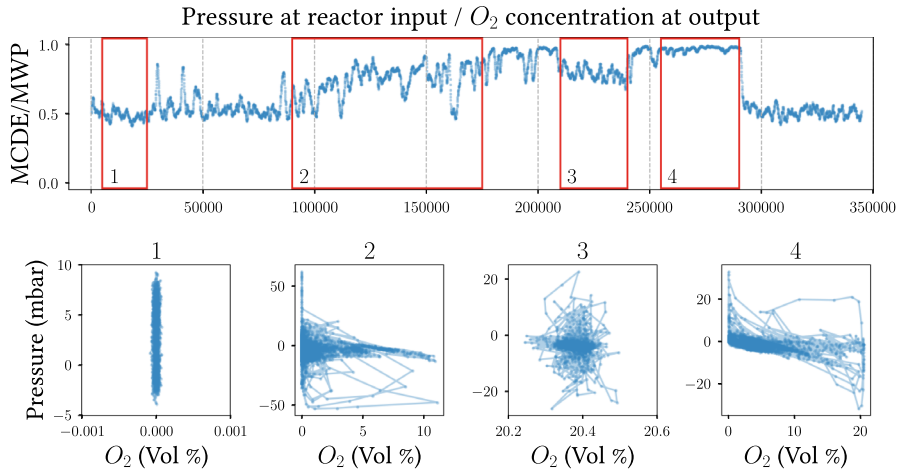 Pressure at reactor input / O₂ concentration at output
MCDE/MWP
1.0
0.5
0.0
1
2
3
4
0 50000 100000 150000 200000 250000 300000 350000
1 2 3 4
Pressure (mbar)
10
5
0
−5
−0.001 0.000 0.001
O₂ (Vol %)
0
−50
0 5 10
O₂ (Vol %)
20
0
−20
20.2 20.4 20.6
O₂ (Vol %)
20
0
−20
0 10 20
O₂ (Vol %)